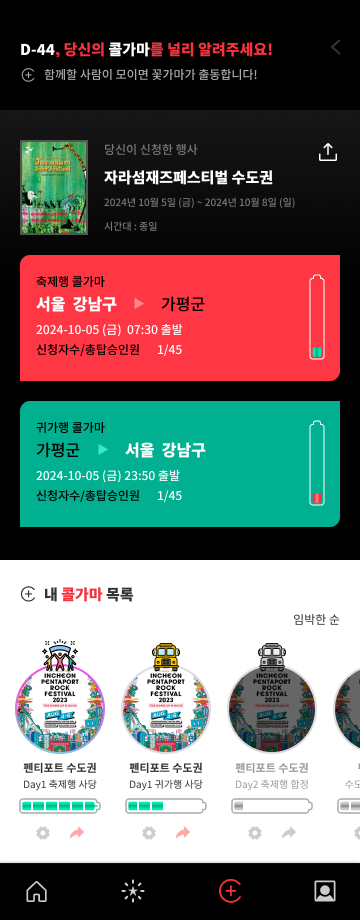 D-44, 당신의 콜가마를 널리 알려주세요!
함께할 사람이 모이면 꽃가마가 출동합니다!
당신이 신청한 행사
자라섬재즈페스티벌 수도권
2024년 10월 5일 (금) ~ 2024년 10월 8일 (일)
시간대 : 종일
축제행 콜가마
서울 강남구 ▶ 가평군
2024-10-05 (금) 07:30 출발
신청자수/총탑승인원 1/45
귀가행 콜가마
가평군 ▶ 서울 강남구
2024-10-05 (금) 23:50 출발
신청자수/총탑승인원 1/45
내 콜가마 목록
임박한 순
INCHEON
PENTAPORT
ROCK
FESTIVAL
2023
펜티포트 수도권
Day1 축제행 사당
INCHEON
PENTAPORT
ROCK
FESTIVAL
2023
펜티포트 수도권
Day1 귀가행 사당
INCHEON
PENTAPORT
ROCK
FESTIVAL
2023
펜티포트 수도권
Day2 축제행 합정